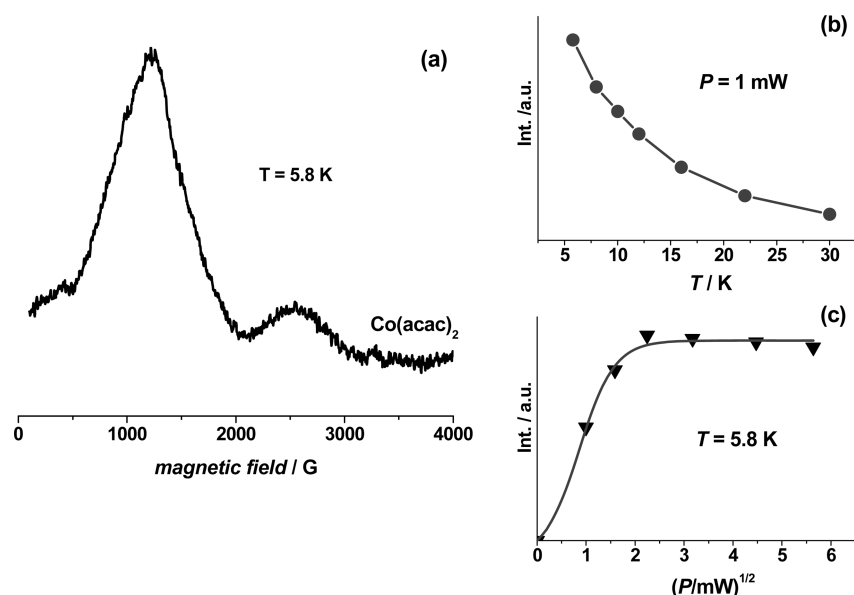 (a)
T = 5.8 K
Co(acac)2
0 1000 2000 3000 4000
magnetic field / G
(b)
P = 1 mW
Int. /a.u.
5 10 15 20 25 30
T / K
(c)
Int. / a.u.
T = 5.8 K
0 1 2 3 4 5 6
(P/mW)1/2